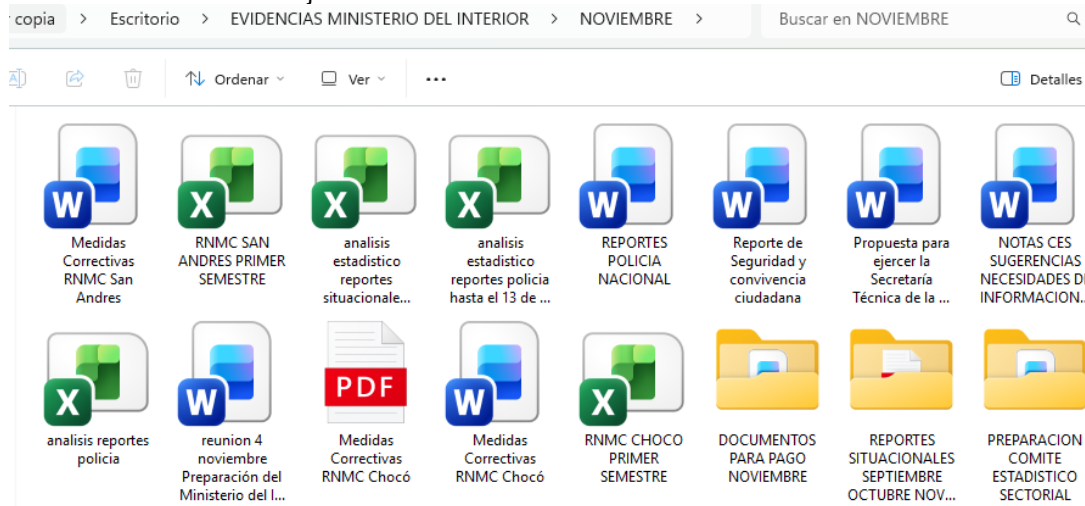 copia > Escritorio > EVIDENCIAS MINISTERIO DEL INTERIOR > NOVIEMBRE > Buscar en NOVIEMBRE
Ordenar Ver ... Detalles
Medidas
Correctivas
RNMC San
Andres
RNMC SAN
ANDRES PRIMER
SEMESTRE
analisis
estadistico
reportes
situacionale...
analisis
estadistico
reportes policia
hasta el 13 de ...
REPORTES
POLICIA
NACIONAL
Reporte de
Seguridad y
convivencia
ciudadana
Propuesta para
ejercer la
Secretaría
Técnica de la ...
NOTAS CES
SUGERENCIAS
NECESIDADES D
INFORMACION..
analisis reportes
policia
reunion 4
noviembre
Preparación del
Ministerio del I...
PDF
Medidas
Correctivas
RNMC Chocó
Medidas
Correctivas
RNMC Chocó
RNMC CHOCO
PRIMER
SEMESTRE
DOCUMENTOS
PARA PAGO
NOVIEMBRE
REPORTES
SITUACIONALES
SEPTIEMBRE
OCTUBRE NOV...
PREPARACION
COMITE
ESTADISTICO
SECTORIAL